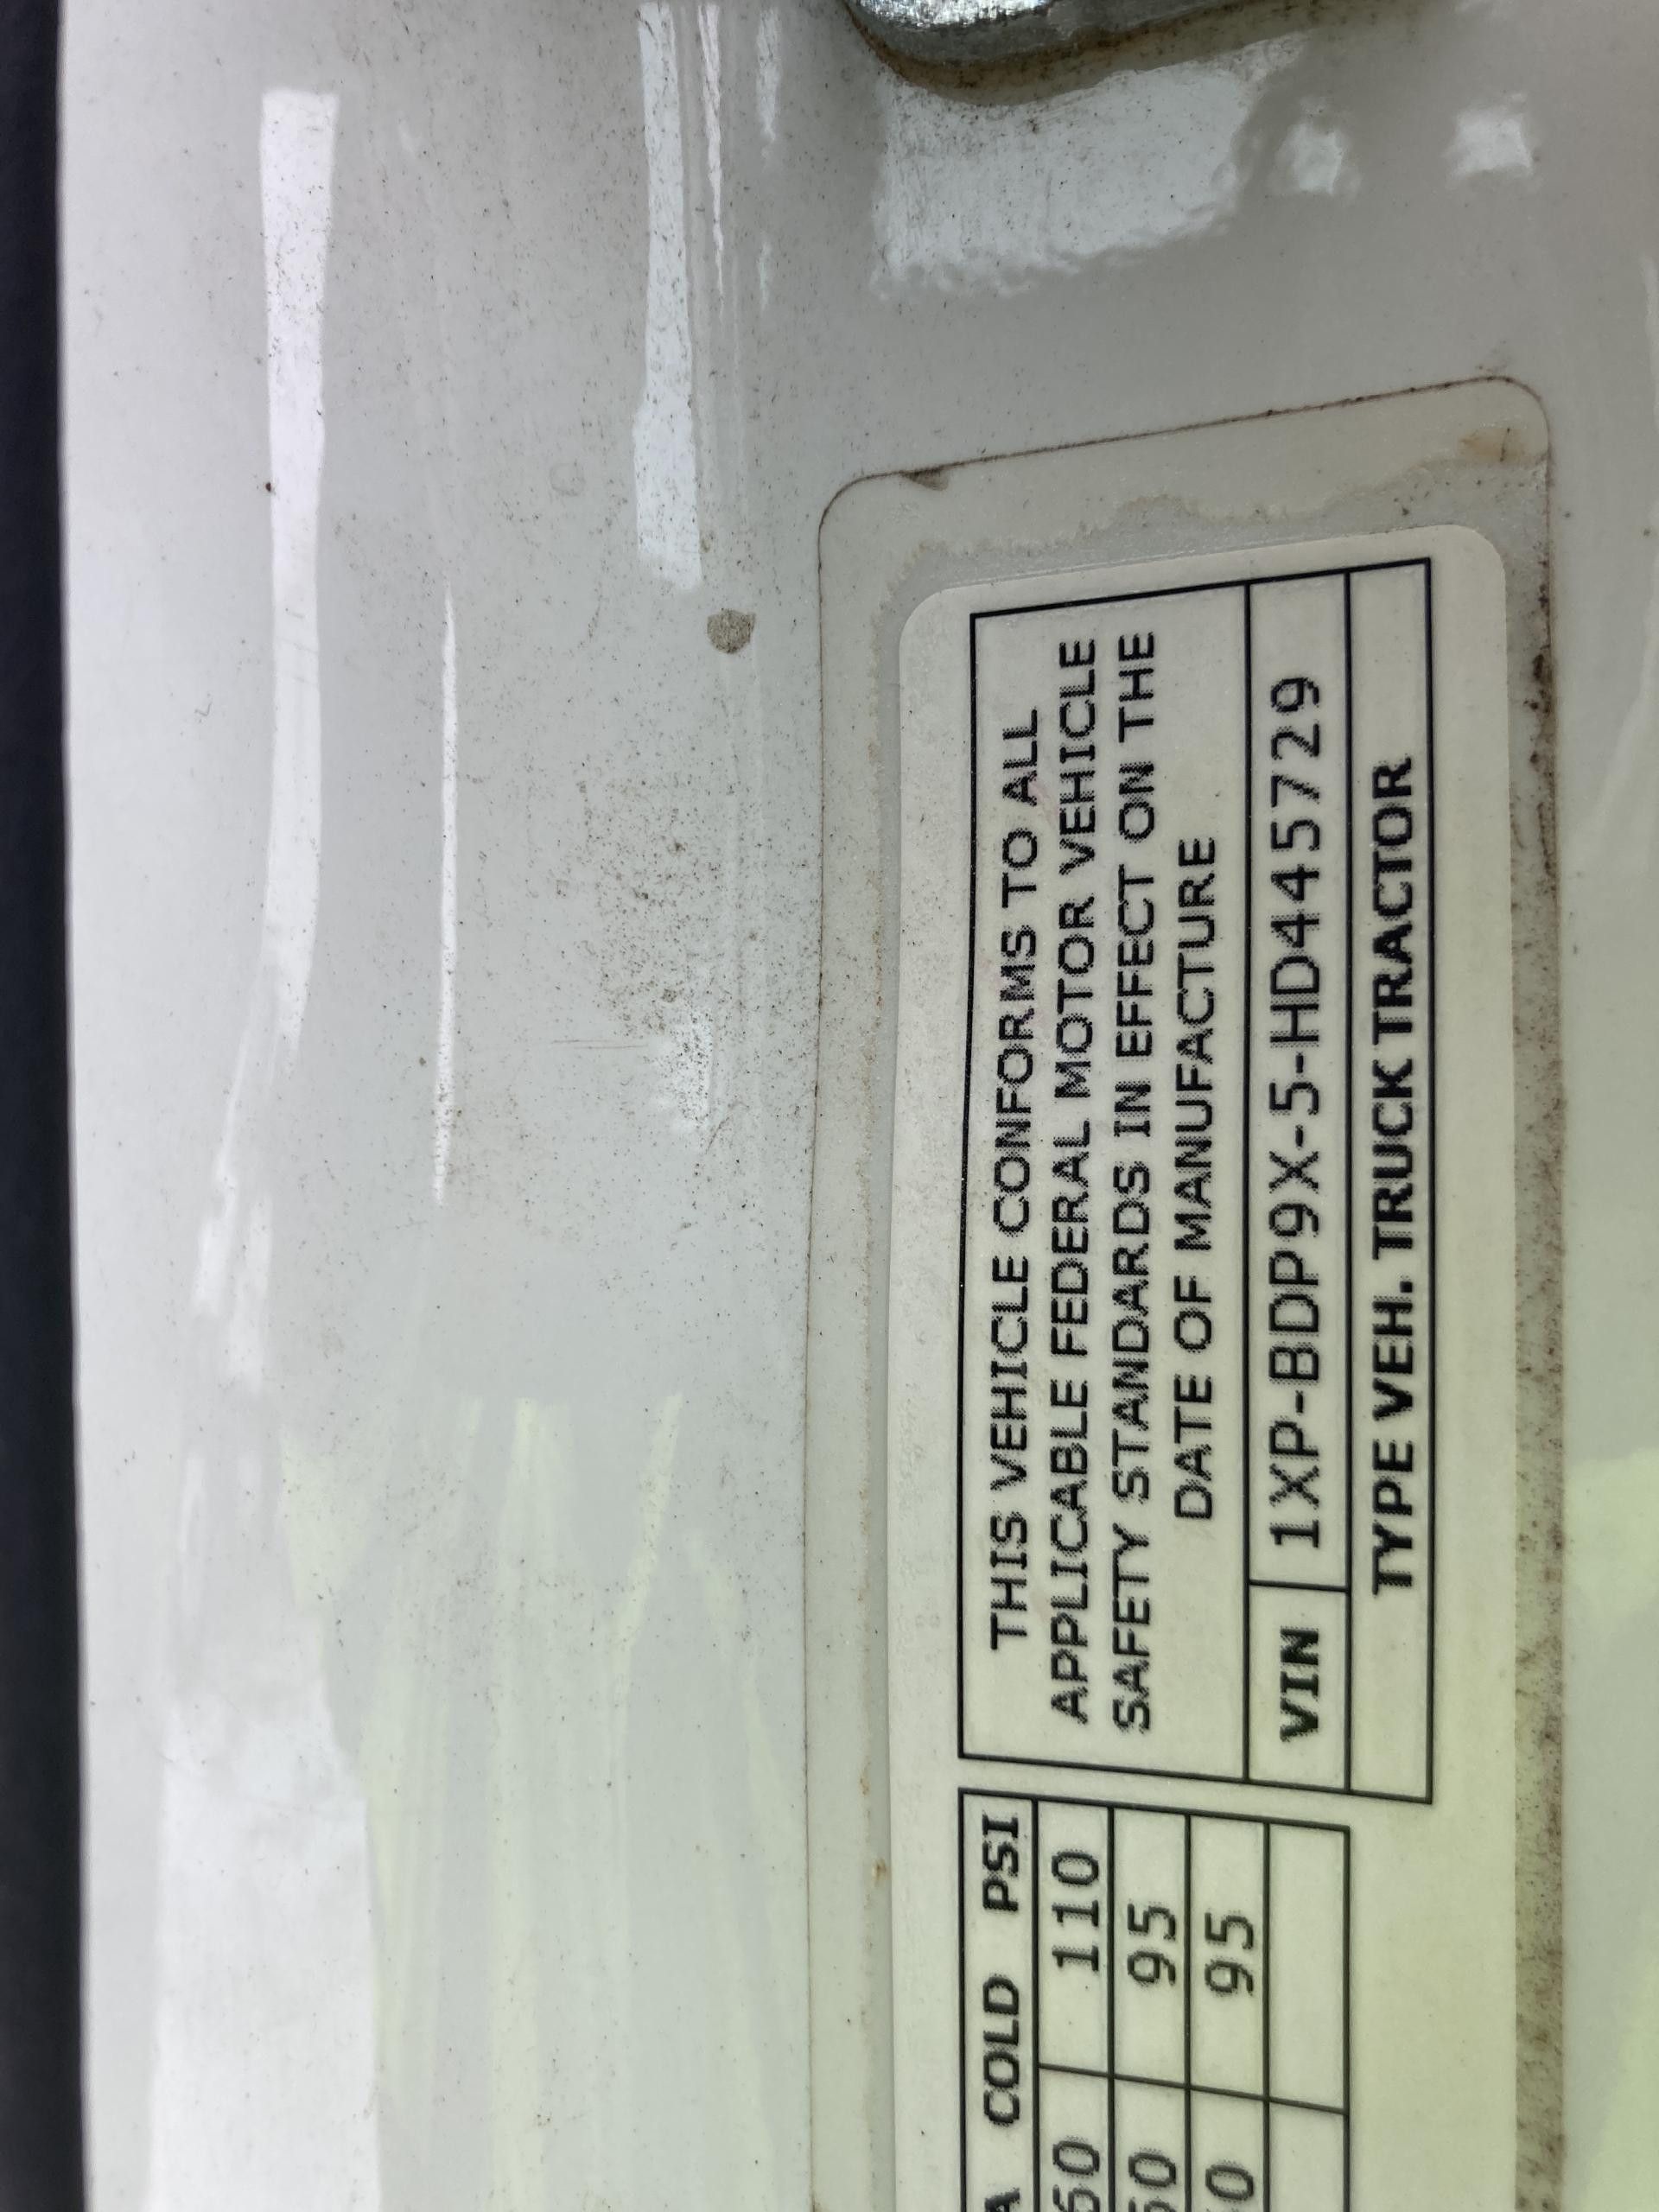 THIS VEHICLE CONFORMS TO ALL
APPLICABLE FEDERAL MOTOR VEHICLE
SAFETY STANDARDS IN EFFECT ON THE
DATE OF MANUFACTURE
VIN 1XP-BDP9X-5-HD445729
TYPE VEH. TRUCK TRACTOR
COLD PSI
110
95
95